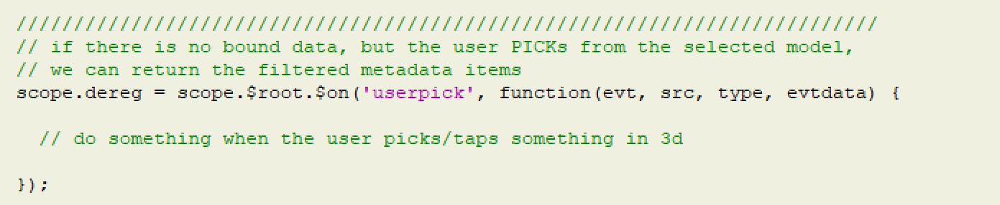 ///////////////////////////////////////////////////////////////////////////
// if there is no bound data, but the user PICKs from the selected model,
// we can return the filtered metadata items
scope.dereg = scope.$root.$on('userpick', function(evt, src, type, evtdata) {
// do something when the user picks/taps something in 3d
});